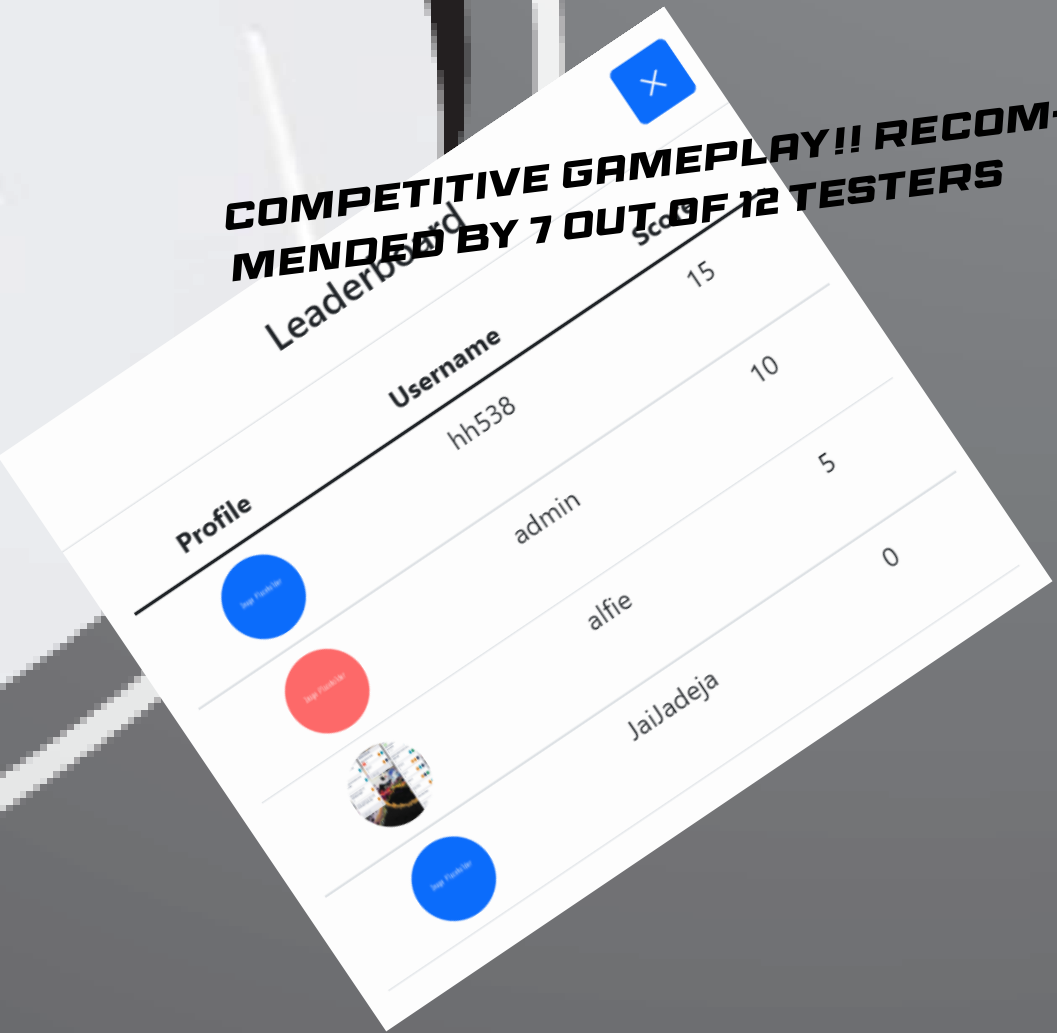 COMPETITIVE GAMEPLAY!! RECOM-
MENDED BY 7 OUT OF 12 TESTERS
Leaderboard
Profile Username Score
hh538 15
admin 10
alfie 5
JaiJadeja 0